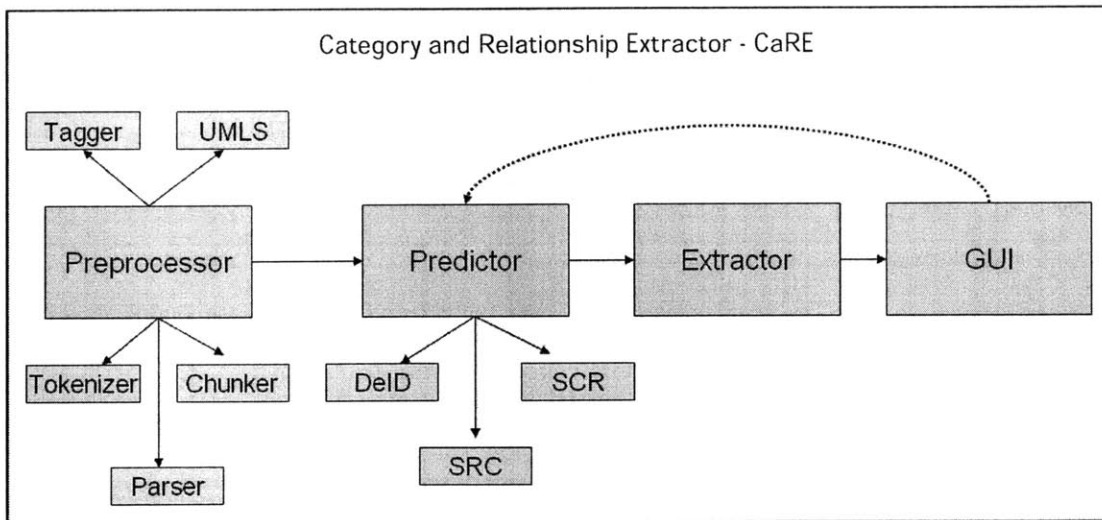 Category and Relationship Extractor - CaRE
Tagger
UMLS
Preprocessor
Predictor
Extractor
GUI
Tokenizer
Chunker
DeID
SCR
SRC
Parser